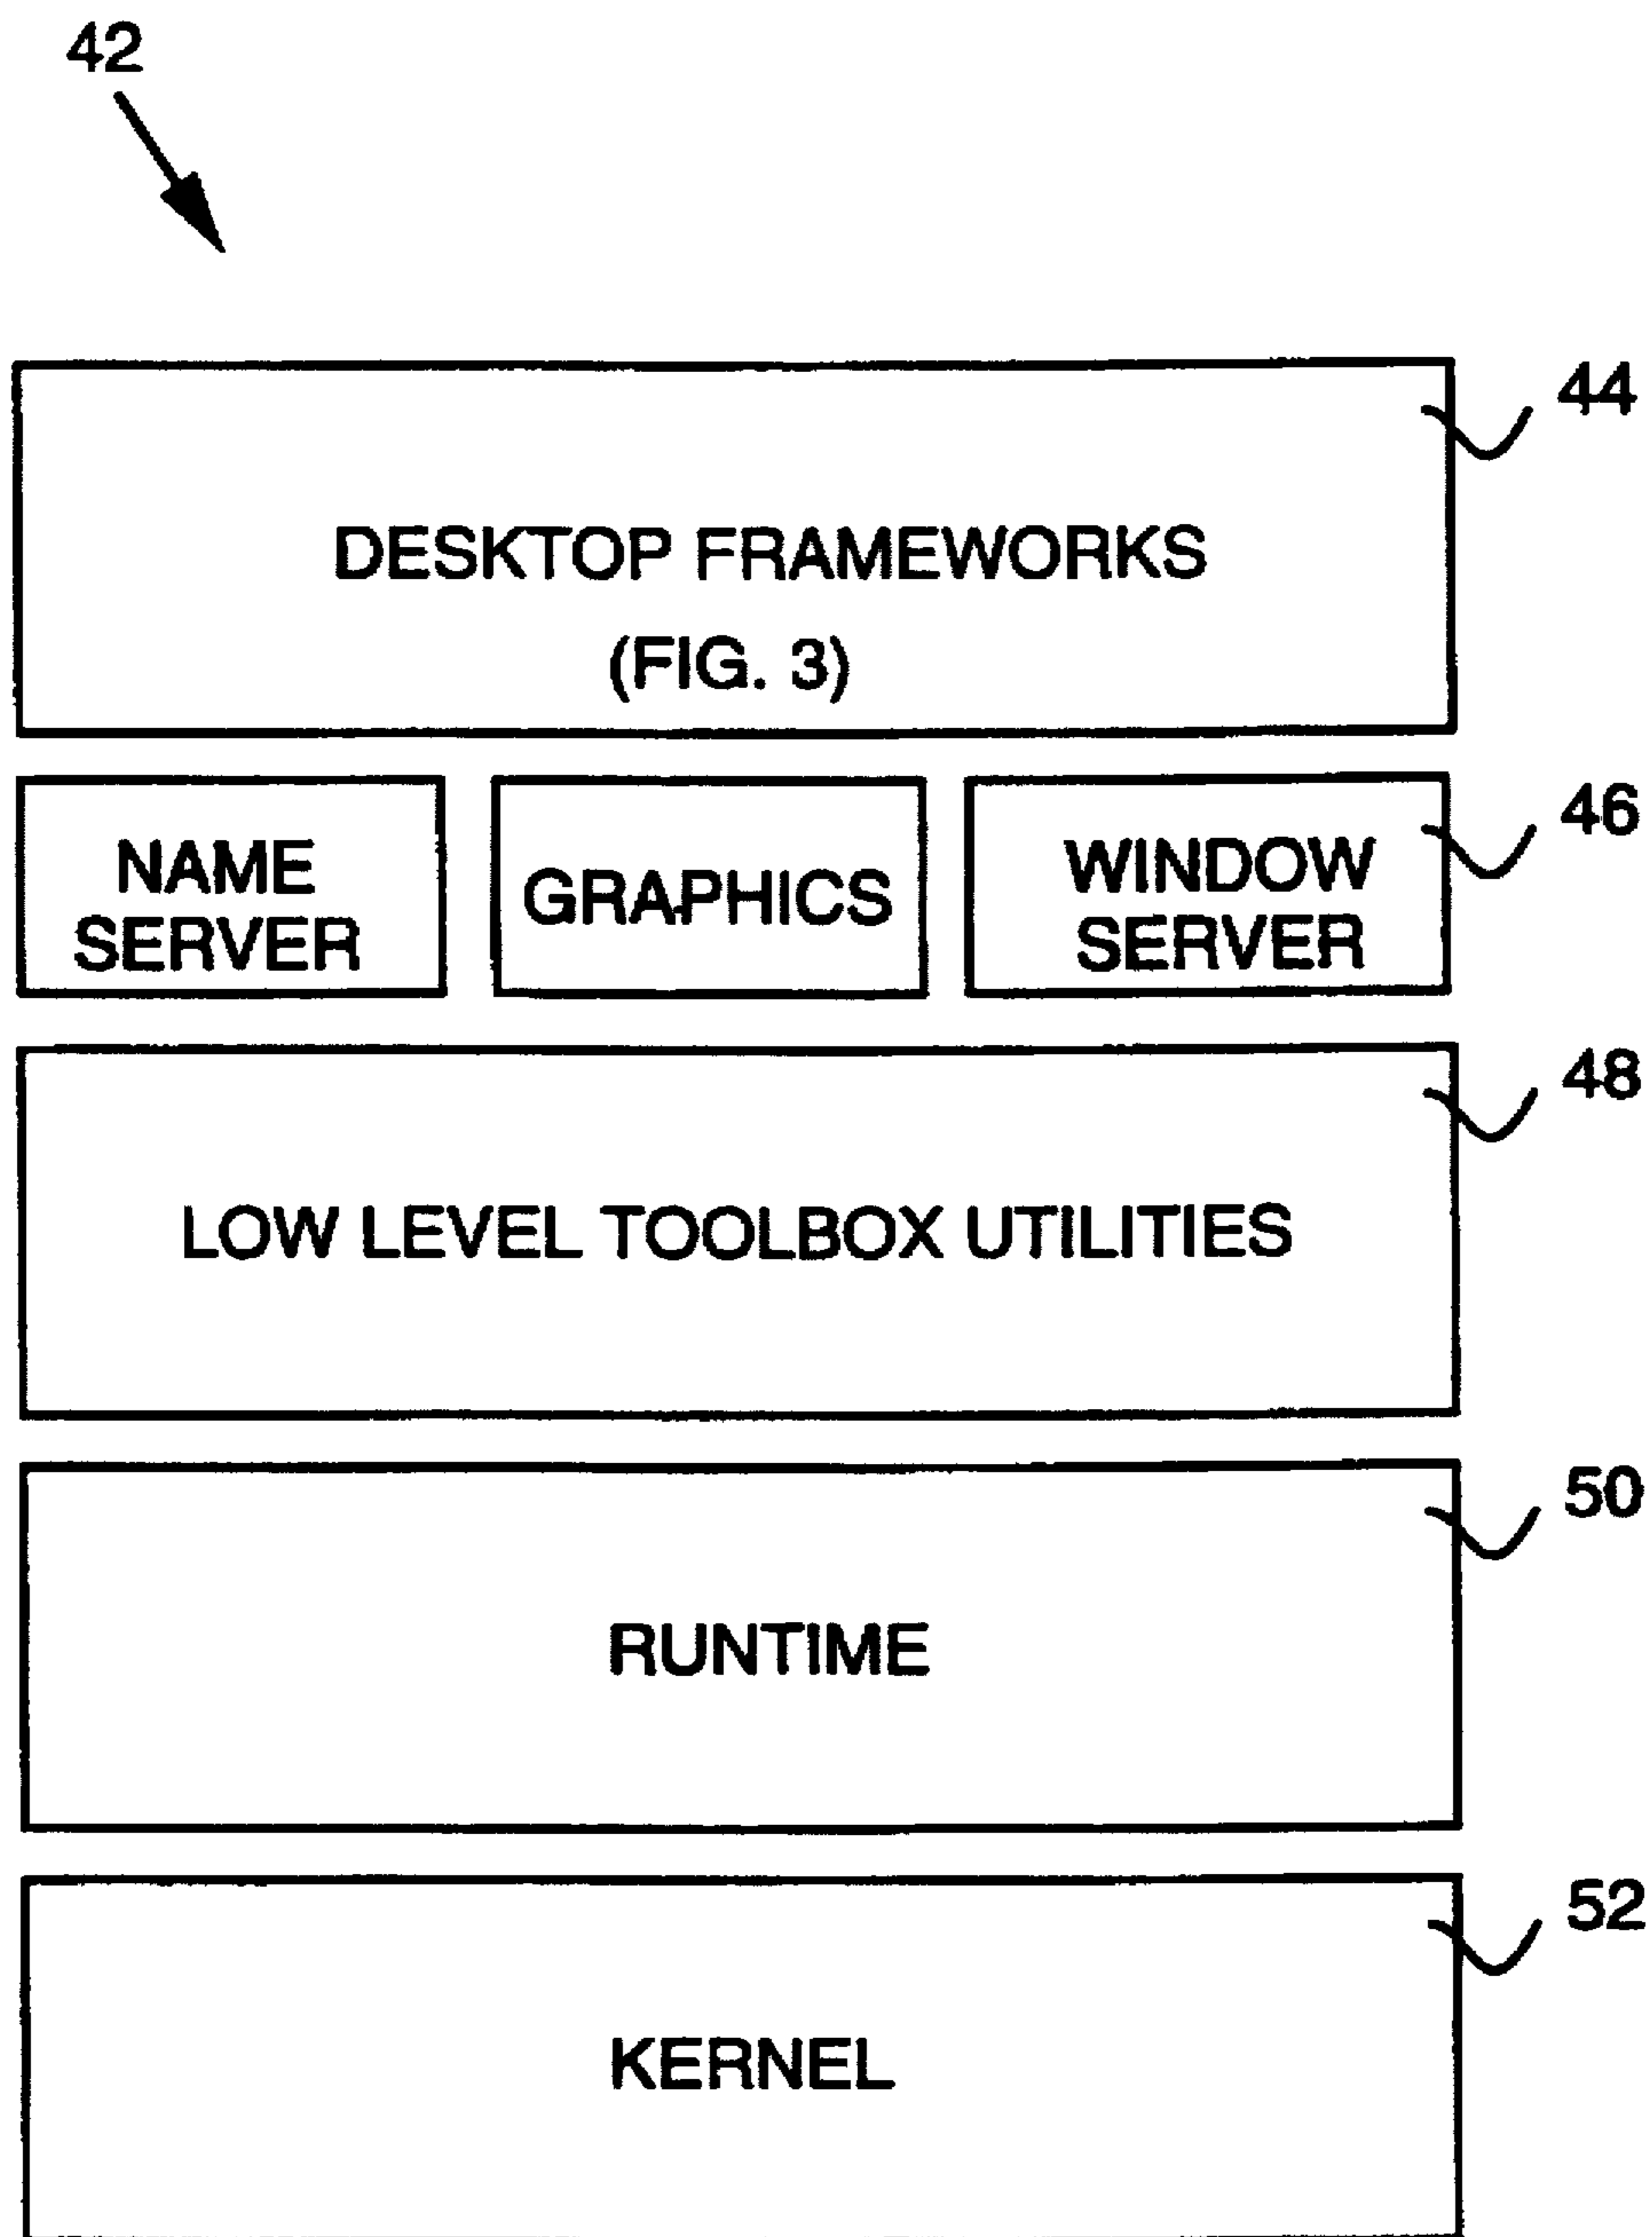 42
44
DESKTOP FRAMEWORKS
(FIG. 3)
46
NAME
SERVER
GRAPHICS
WINDOW
SERVER
48
LOW LEVEL TOOLBOX UTILITIES
50
RUNTIME
52
KERNEL